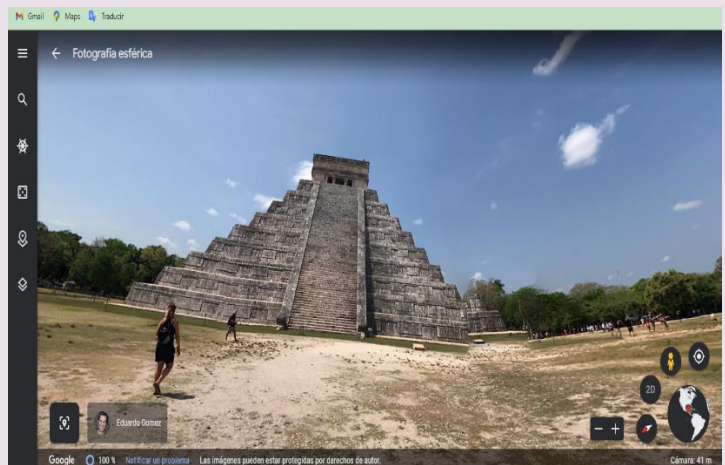 Gmail Maps Traducir
Fotografía esférica
2D
Eduardo Gomez
Google 100 % Notificar un problema Las imágenes pueden estar protegidas por derechos de autor. Cámara: 41 m